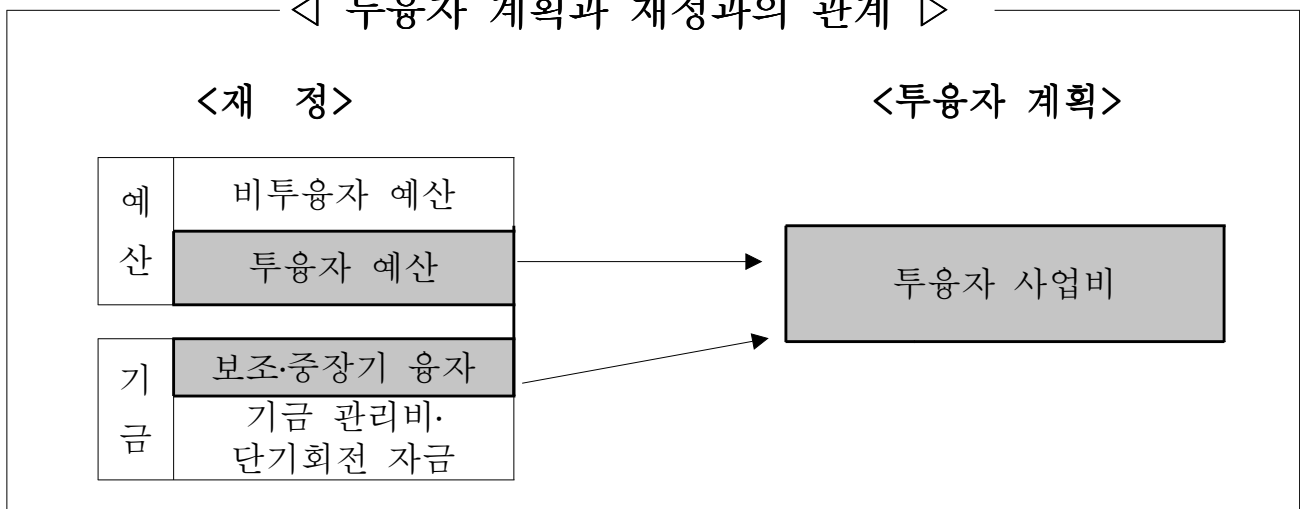 ◁ 투융자 계획과 재정과의 관계 ▷
<재 정>
<투융자 계획>
예
산
비투융자 예산
투융자 예산
투융자 사업비
기
금
보조·중장기 융자
기금 관리비·
단기회전 자금